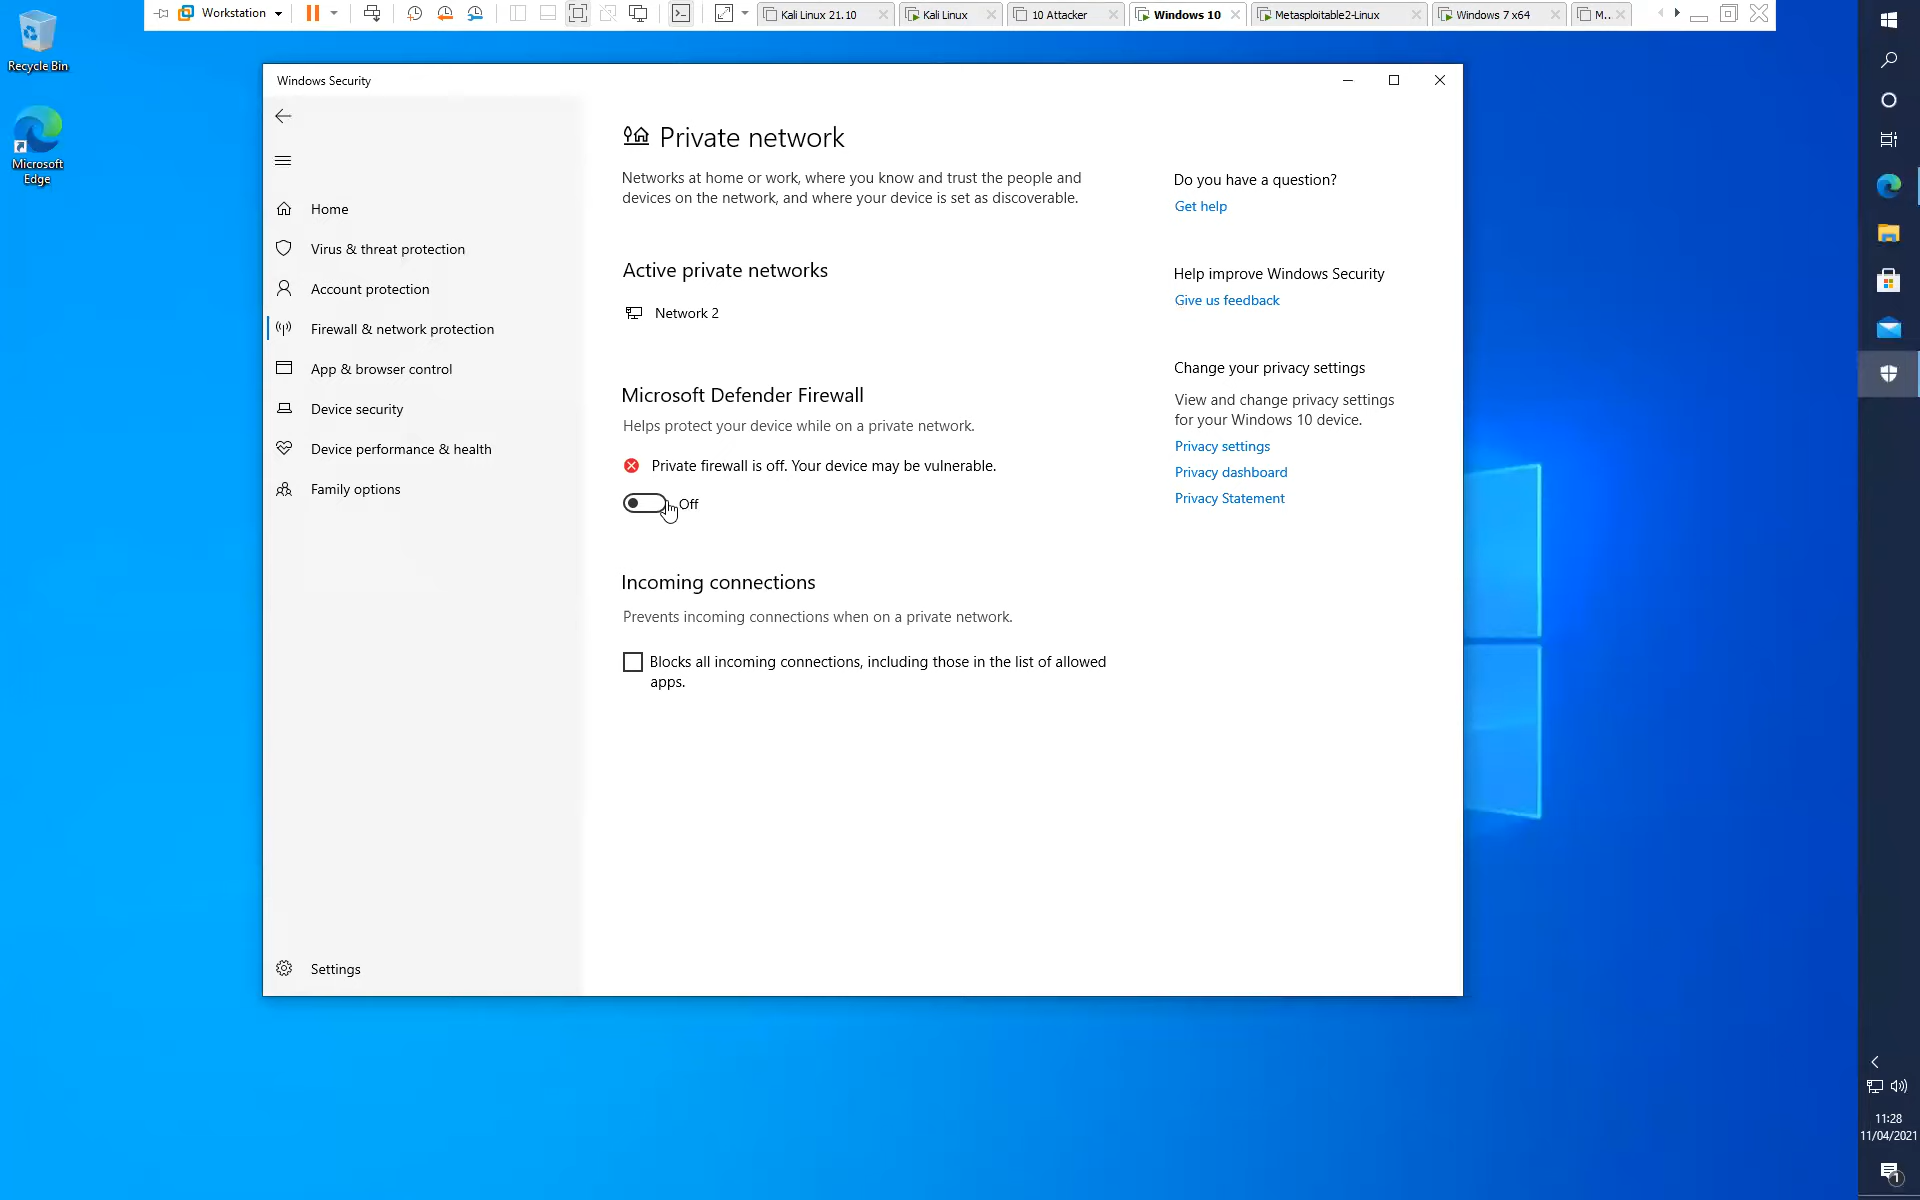 Workstation
Kali Linux 21.10
Kali Linux
10 Attacker
Windows 10
Metasploitable2-Linux
Windows 7 x64
M...
Recycle Bin
Microsoft
Edge
Windows Security
Home
Virus & threat protection
Account protection
Firewall & network protection
App & browser control
Device security
Device performance & health
Family options
Settings
Private network
Networks at home or work, where you know and trust the people and
devices on the network, and where your device is set as discoverable.
Active private networks
Network 2
Microsoft Defender Firewall
Helps protect your device while on a private network.
Private firewall is off. Your device may be vulnerable.
Off
Incoming connections
Prevents incoming connections when on a private network.
Blocks all incoming connections, including those in the list of allowed
apps.
Do you have a question?
Get help
Help improve Windows Security
Give us feedback
Change your privacy settings
View and change privacy settings
for your Windows 10 device.
Privacy settings
Privacy dashboard
Privacy Statement
11:28
11/04/2021
1